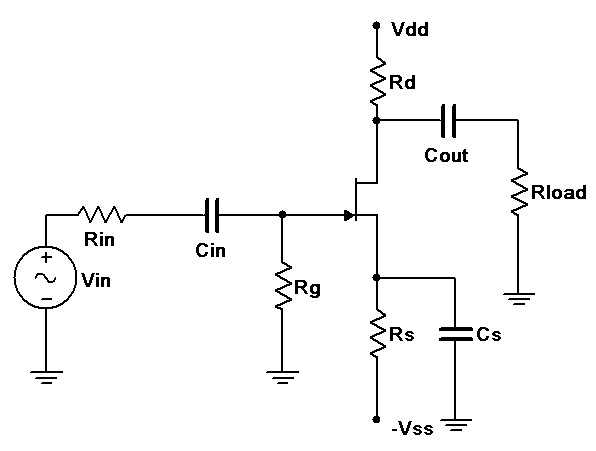 Vdd
Rd
Cout
Rload
Rin
Cin
+
Vin
−
Rg
Rs
Cs
-Vss